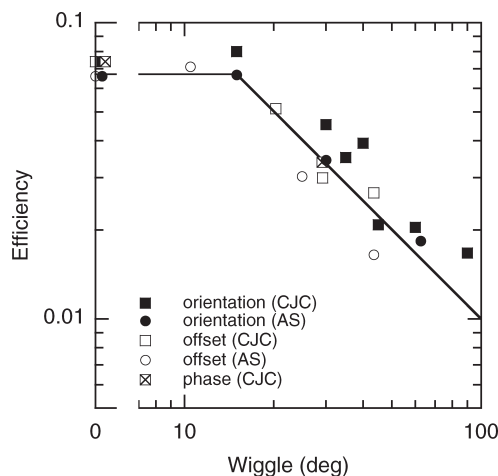 0.1
Efficiency
0.01
orientation (CJC)
orientation (AS)
offset (CJC)
offset (AS)
phase (CJC)
0 10 100
Wiggle (deg)